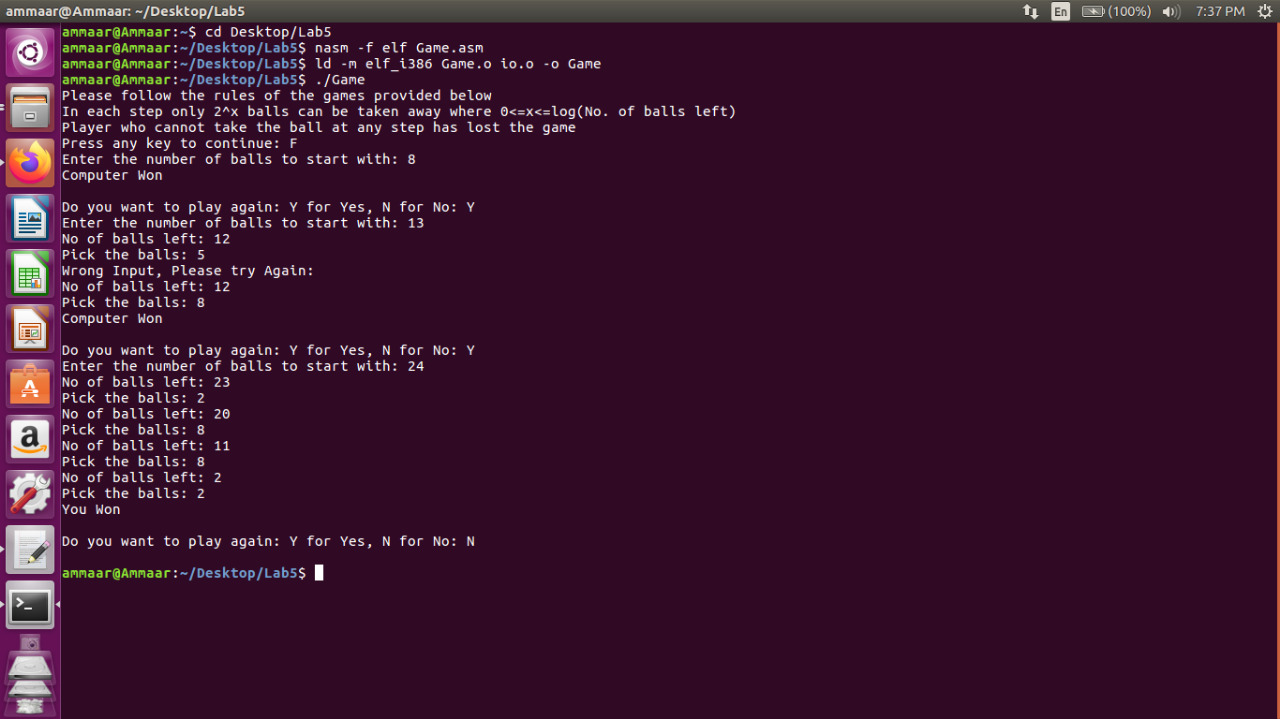 ammaar@Ammaar: ~/Desktop/Lab5
En
(100%)
7:37 PM
ammaar@Ammaar:~$ cd Desktop/Lab5
ammaar@Ammaar:~/Desktop/Lab5$ nasm -f elf Game.asm
ammaar@Ammaar:~/Desktop/Lab5$ ld -m elf_i386 Game.o io.o -o Game
ammaar@Ammaar:~/Desktop/Lab5$ ./Game
Please follow the rules of the games provided below
In each step only 2^x balls can be taken away where 0<=x<=log(No. of balls left)
Player who cannot take the ball at any step has lost the game
Press any key to continue: F
Enter the number of balls to start with: 8
Computer Won
Do you want to play again: Y for Yes, N for No: Y
Enter the number of balls to start with: 13
No of balls left: 12
Pick the balls: 5
Wrong Input, Please try Again:
No of balls left: 12
Pick the balls: 8
Computer Won
Do you want to play again: Y for Yes, N for No: Y
Enter the number of balls to start with: 24
No of balls left: 23
Pick the balls: 2
No of balls left: 20
Pick the balls: 8
No of balls left: 11
Pick the balls: 8
No of balls left: 2
Pick the balls: 2
You Won
Do you want to play again: Y for Yes, N for No: N
ammaar@Ammaar:~/Desktop/Lab5$